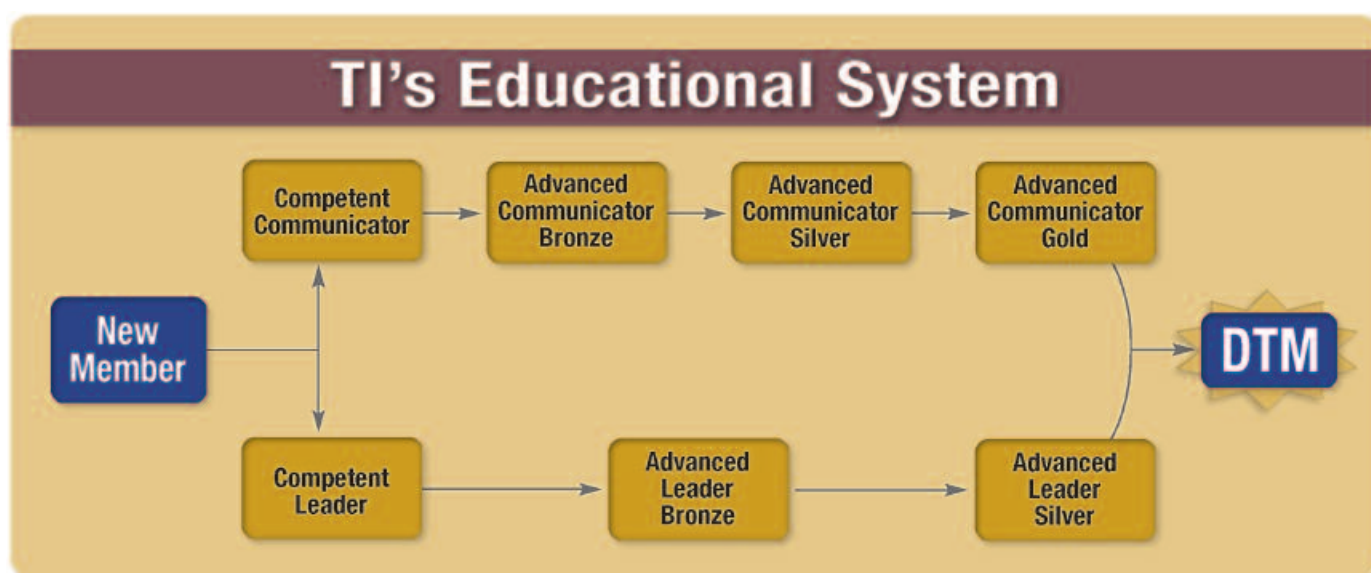 TI's Educational System
Competent
Communicator
Advanced
Communicator
Bronze
Advanced
Communicator
Silver
Advanced
Communicator
Gold
New
Member
DTM
Competent
Leader
Advanced
Leader
Bronze
Advanced
Leader
Silver